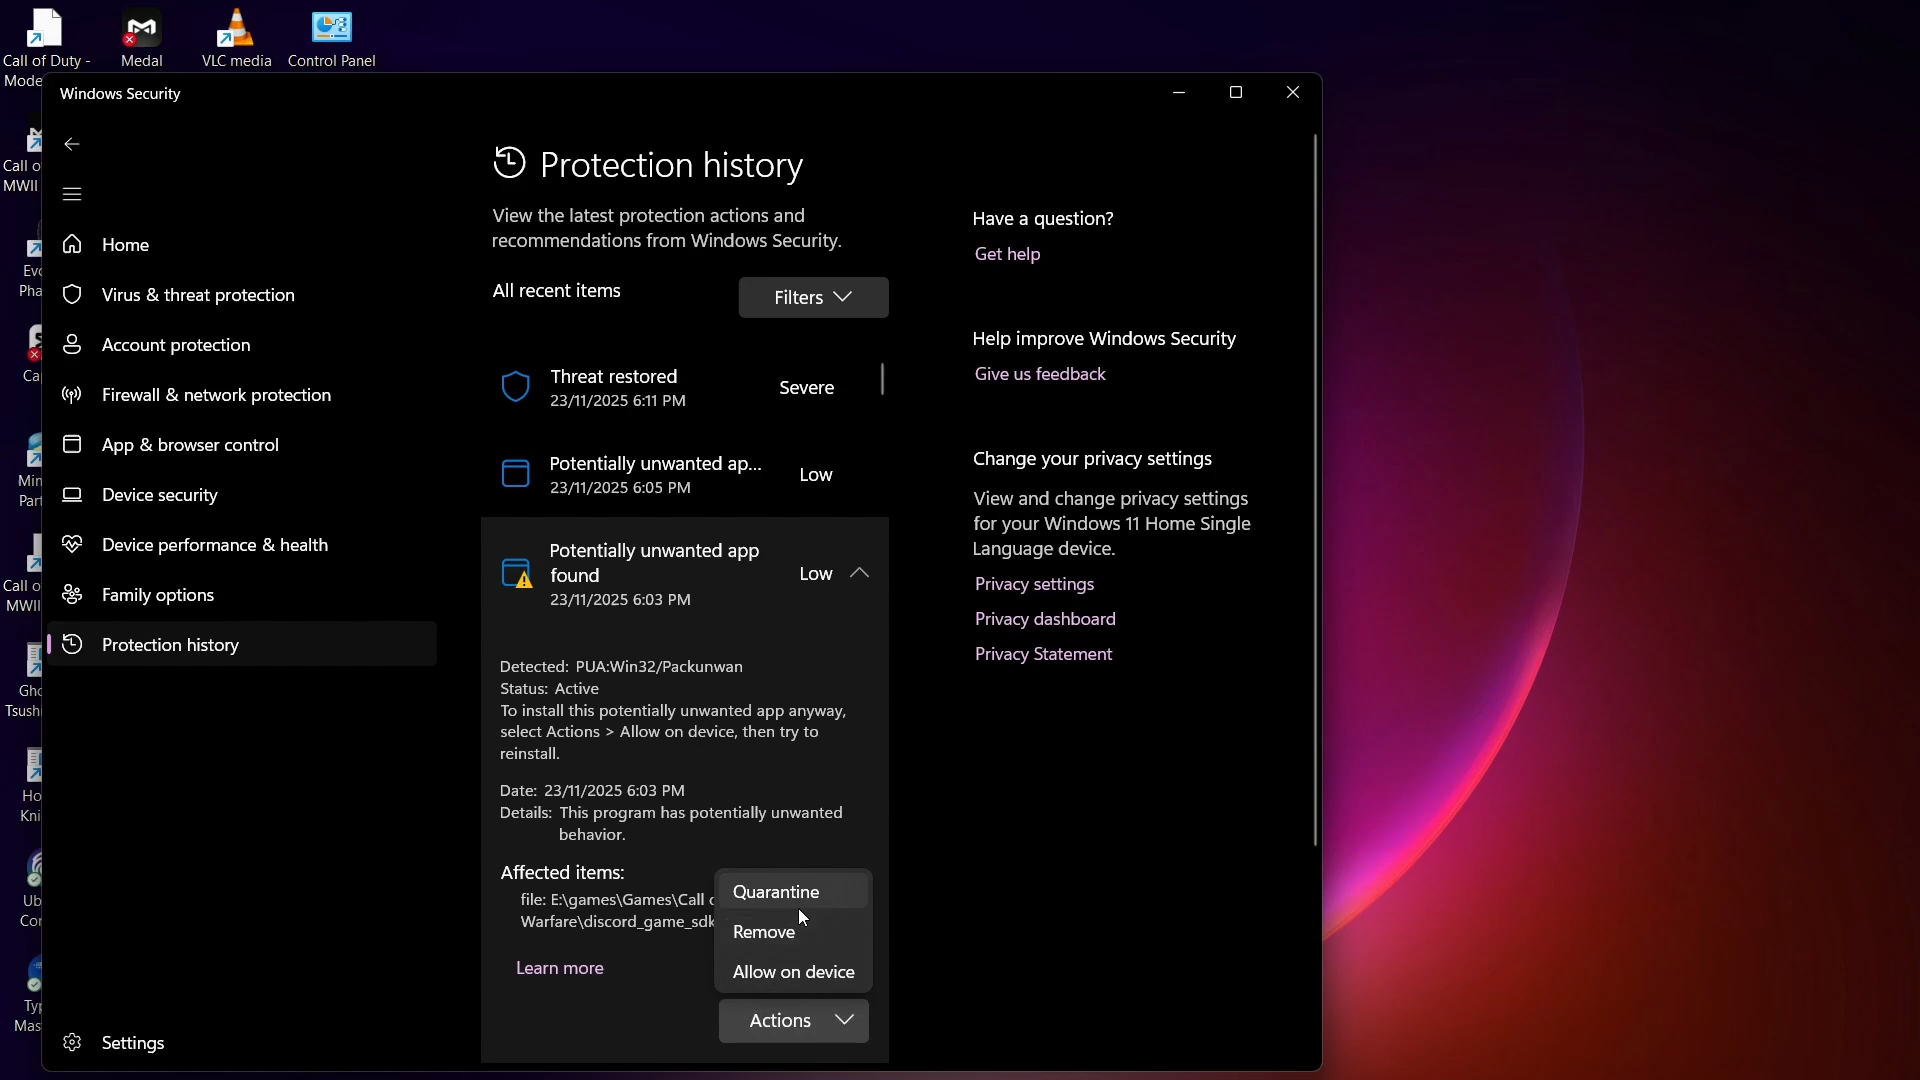 Call of Duty -
Mode
Medal
VLC media
Control Panel
Call o
MWII
Evo
Pha
Ca
Min
Part
Call o
MWII
Gho
Tsushi
Ho
Kni
Ub
Con
Typ
Mas
Windows Security
Home
Virus & threat protection
Account protection
Firewall & network protection
App & browser control
Device security
Device performance & health
Family options
Protection history
Settings
Protection history
View the latest protection actions and
recommendations from Windows Security.
All recent items
Filters
Threat restored
23/11/2025 6:11 PM
Severe
Potentially unwanted ap...
23/11/2025 6:05 PM
Low
Potentially unwanted app
found
23/11/2025 6:03 PM
Low
Detected: PUA:Win32/Packunwan
Status: Active
To install this potentially unwanted app anyway,
select Actions > Allow on device, then try to
reinstall.
Date: 23/11/2025 6:03 PM
Details: This program has potentially unwanted
behavior.
Affected items:
file: E:\games\Games\Call
Warfare\discord_game_sdk
Learn more
Quarantine
Remove
Allow on device
Actions
Have a question?
Get help
Help improve Windows Security
Give us feedback
Change your privacy settings
View and change privacy settings
for your Windows 11 Home Single
Language device.
Privacy settings
Privacy dashboard
Privacy Statement